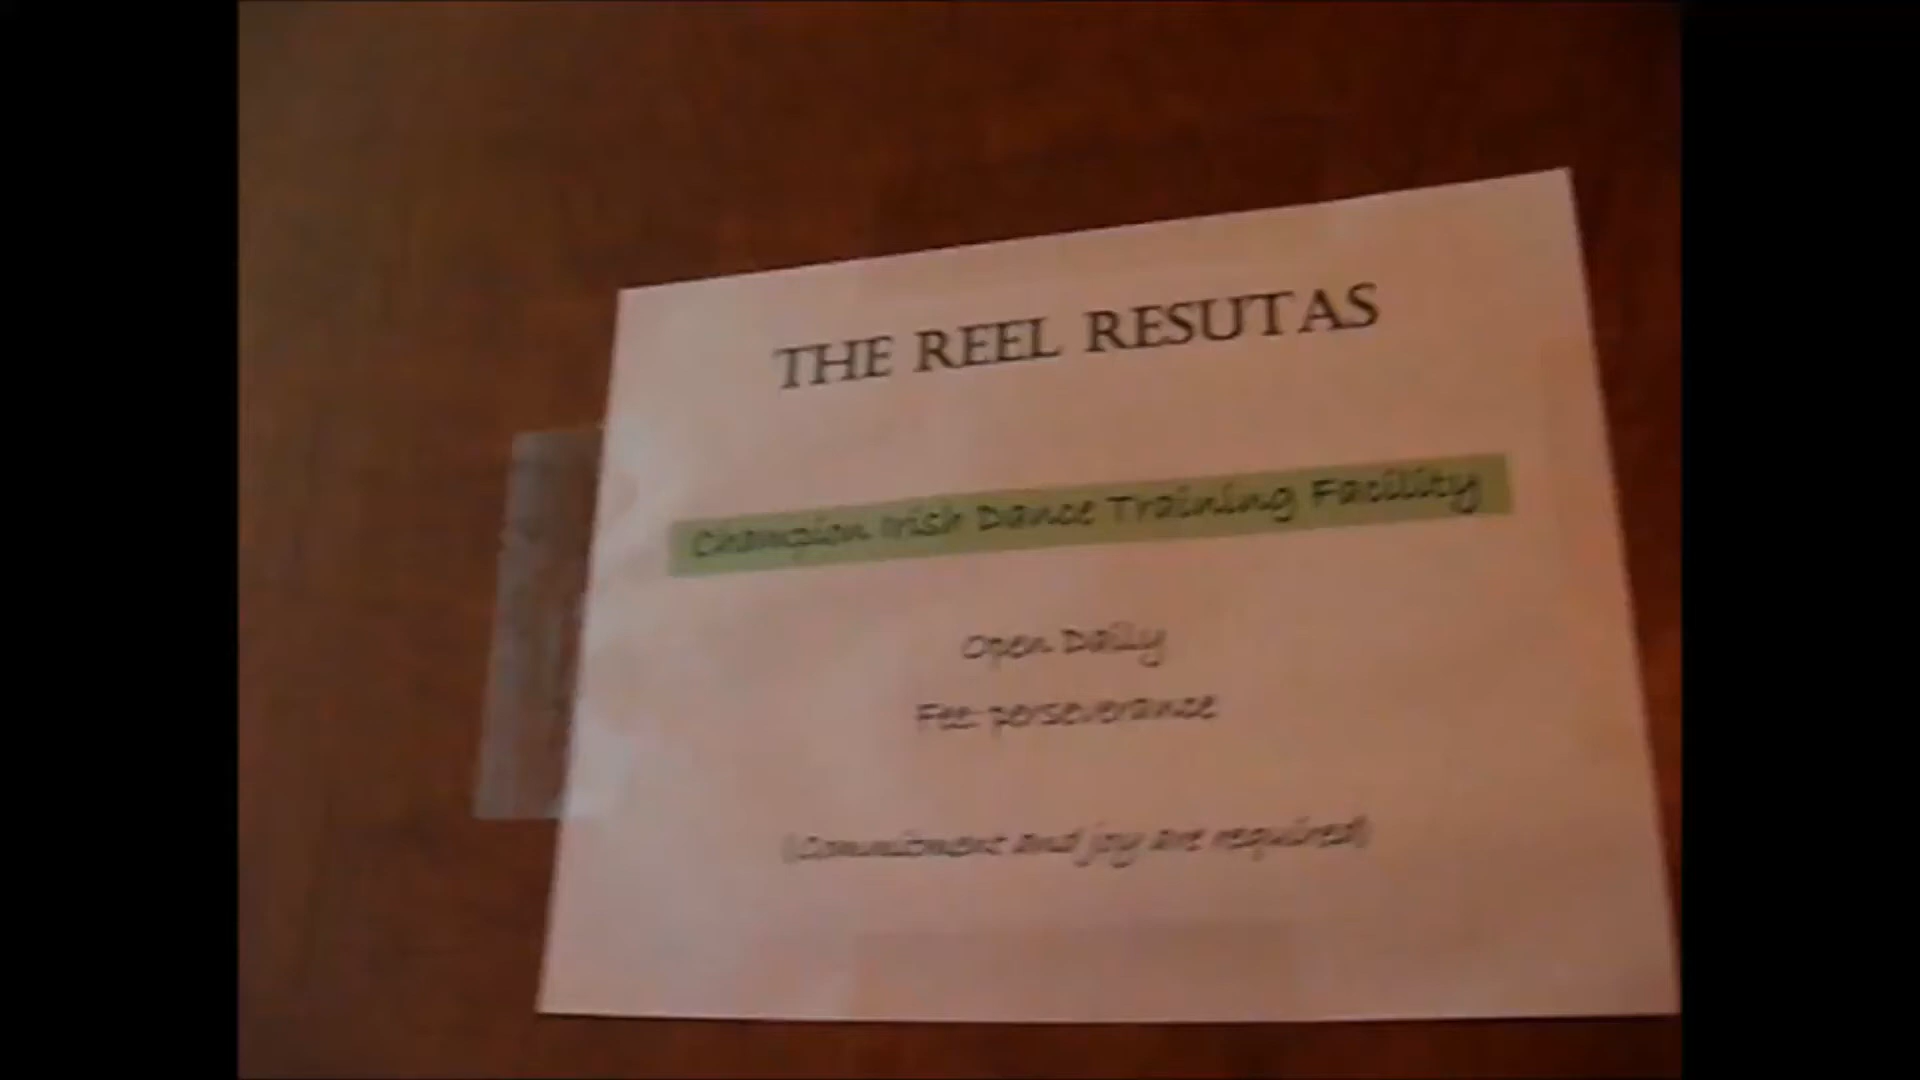 THE REEL RESUTAS
Champion Irish Dance Training Facility
Open Daily
Fee: perseverance
(Commitment and joy are required)